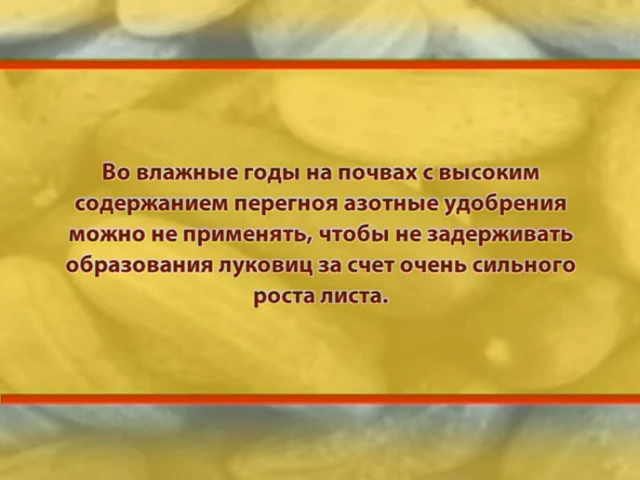 Во влажные годы на почвах с высоким
содержанием перегноя азотные удобрения
можно не применять, чтобы не задерживать
образования луковиц за счет очень сильного
роста листа.